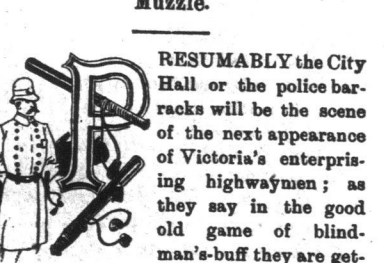 Muzzle.
PRESUMABLY the City
Hall or the police bar-
racks will be the scene
of the next appearance
of Victoria's enterpris-
ing highwaymen; as
they say in the good
old game of blind-
man's-buff they are get-